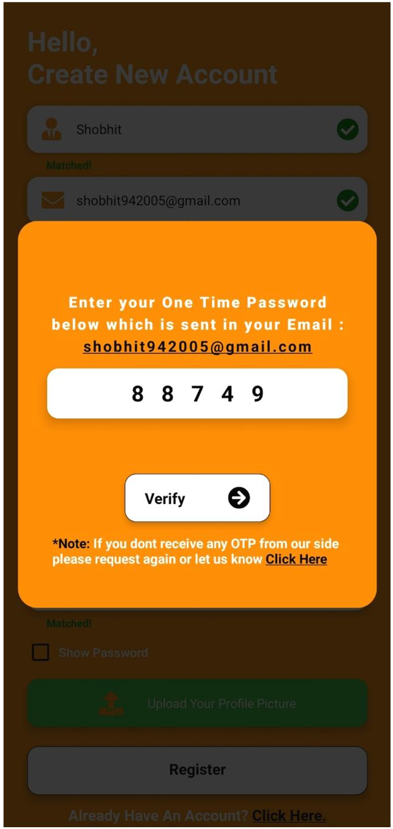 Hello,
Create New Account
Shobhit
Matched!
shobhit942005@gmail.com
Enter your One Time Password
below which is sent in your Email :
shobhit942005@gmail.com
8 8 7 4 9
Verify
*Note: If you dont receive any OTP from our side
please request again or let us know Click Here
Matched!
Show Password
Upload Your Profile Picture
Register
Already Have An Account? Click Here.